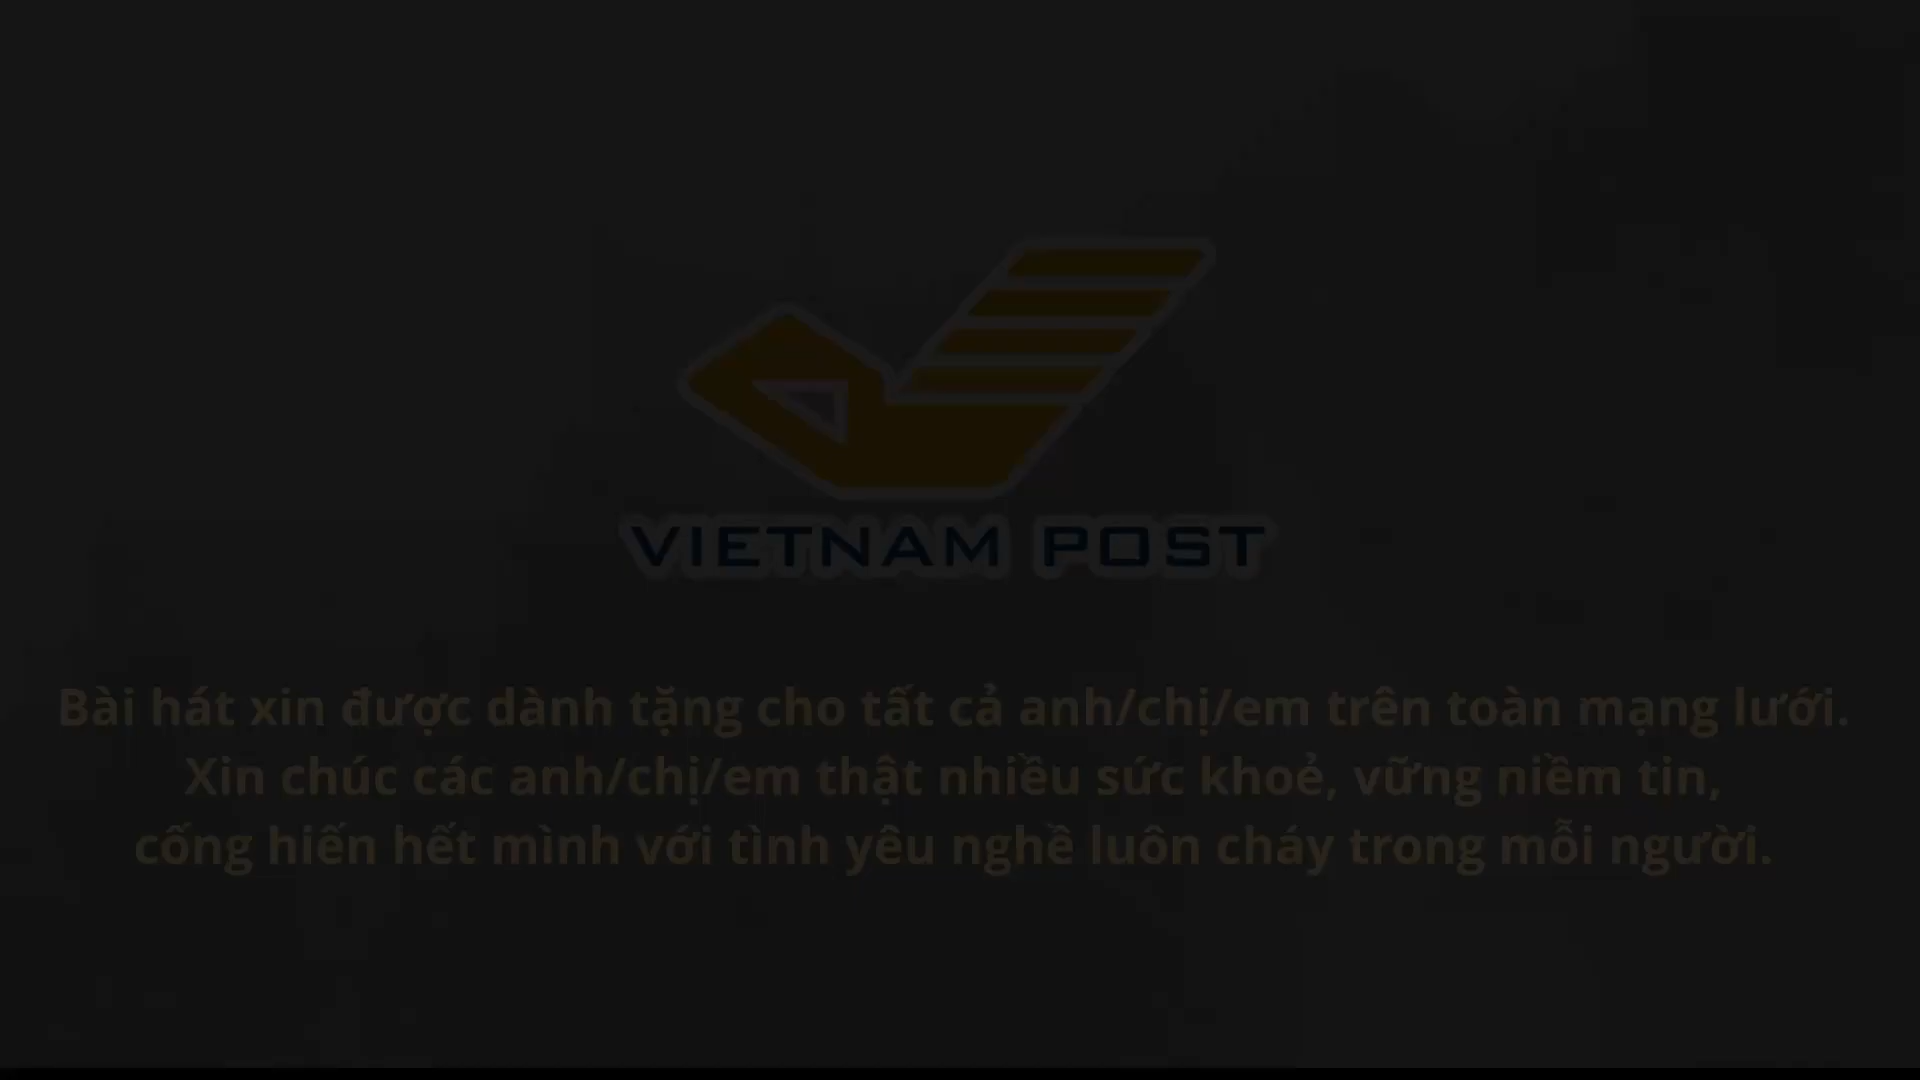 VIETNAM POST
Bài hát xin được dành tặng cho tất cả anh/chị/em trên toàn mạng lưới.
Xin chúc các anh/chị/em thật nhiều sức khoẻ, vững niềm tin,
cống hiến hết mình với tình yêu nghề luôn cháy trong mỗi người.